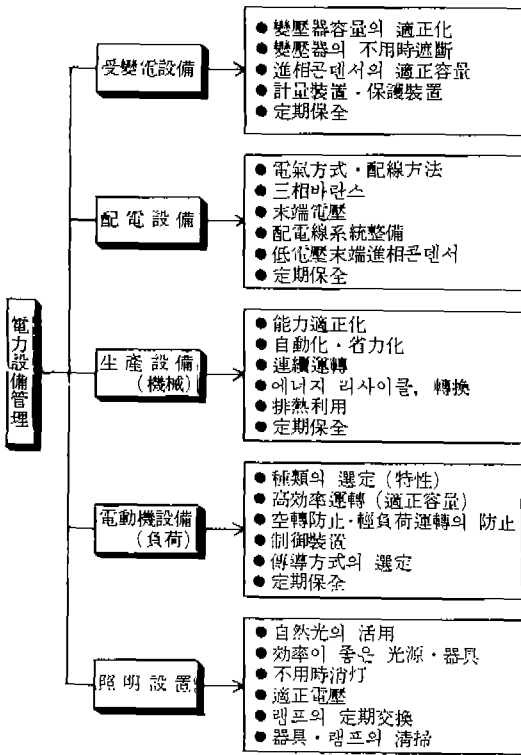 電力設備管理
受變電設備
● 變壓器容量의 適正化
● 變壓器의 不用時遮斷
● 進相콘덴서의 適正容量
● 計量裝置·保護裝置
● 定期保全
配電設備
● 電氣方式·配線方法
● 三相바란스
● 末端電壓
● 配電線系統整備
● 低電壓末端進相콘덴서
● 定期保全
生產設備
(機械)
● 能力適正化
● 自動化·省力化
● 連續運轉
● 에너지 리사이클, 轉換
● 排熱利用
● 定期保全
電動機設備
(負荷)
● 種類의 選定 (特性)
● 高効率運轉 (適正容量)
● 空轉防止·輕負荷運轉의 防止
● 制御裝置
● 傳導方式의 選定
● 定期保全
照明設置
● 自然光의 活用
● 効率이 좋은 光源·器具
● 不用時消灯
● 適正電壓
● 램프의 定期交換
● 器具·램프의 清掃